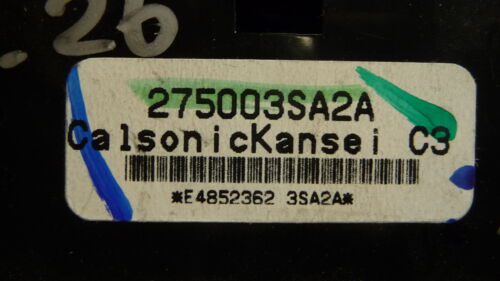 .26
275003SA2A
CalsonicKansei C3
*E4852362 3SA2A*